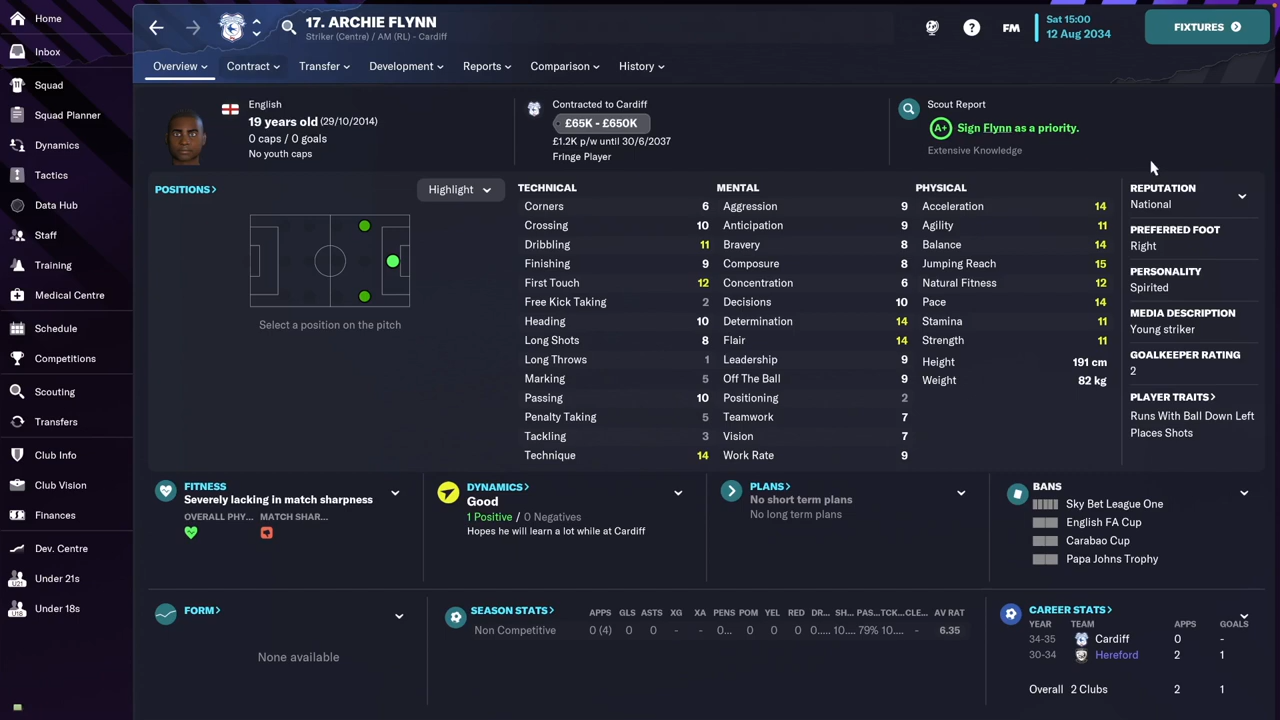 Home
Inbox
Squad
Squad Planner
Dynamics
Tactics
Data Hub
Staff
Training
Medical Centre
Schedule
Competitions
Scouting
Transfers
Club Info
Club Vision
Finances
Dev. Centre
Under 21s
Under 18s
17. ARCHIE FLYNN
Striker (Centre) / AM (RL) - Cardiff
FM
Sat 15:00
12 Aug 2034
FIXTURES
Overview
Contract
Transfer
Development
Reports
Comparison
History
English
19 years old (29/10/2014)
0 caps / 0 goals
No youth caps
Contracted to Cardiff
£65K - £650K
£1.2K p/w until 30/6/2037
Fringe Player
Scout Report
A+ Sign Flynn as a priority.
Extensive Knowledge
POSITIONS>
Highlight
Select a position on the pitch
TECHNICAL
Corners 6
Crossing 10
Dribbling 11
Finishing 9
First Touch 12
Free Kick Taking 2
Heading 10
Long Shots 8
Long Throws 1
Marking 5
Passing 10
Penalty Taking 5
Tackling 3
Technique 14
MENTAL
Aggression 9
Anticipation 9
Bravery 8
Composure 8
Concentration 6
Decisions 10
Determination 14
Flair 14
Leadership 9
Off The Ball 9
Positioning 2
Teamwork 7
Vision 7
Work Rate 9
PHYSICAL
Acceleration 14
Agility 11
Balance 14
Jumping Reach 15
Natural Fitness 12
Pace 14
Stamina 11
Strength 11
Height 191 cm
Weight 82 kg
REPUTATION
National
PREFERRED FOOT
Right
PERSONALITY
Spirited
MEDIA DESCRIPTION
Young striker
GOALKEEPER RATING
2
PLAYER TRAITS>
Runs With Ball Down Left
Places Shots
FITNESS
Severely lacking in match sharpness
OVERALL PHY... MATCH SHAR...
DYNAMICS>
Good
1 Positive / 0 Negatives
Hopes he will learn a lot while at Cardiff
PLANS>
No short term plans
No long term plans
BANS
Sky Bet League One
English FA Cup
Carabao Cup
Papa Johns Trophy
FORM>
None available
SEASON STATS>
APPS GLS ASTS XG XA PENS POM YEL RED DR... SH... PAS... TCK... CLE... AV RAT
Non Competitive 0 (4) 0 0 - - 0... 0 0 0 0..... 10.... 79% 10.... - 6.35
CAREER STATS>
YEAR TEAM APPS GOALS
34-35 Cardiff 0 -
30-34 Hereford 2 1
Overall 2 Clubs 2 1